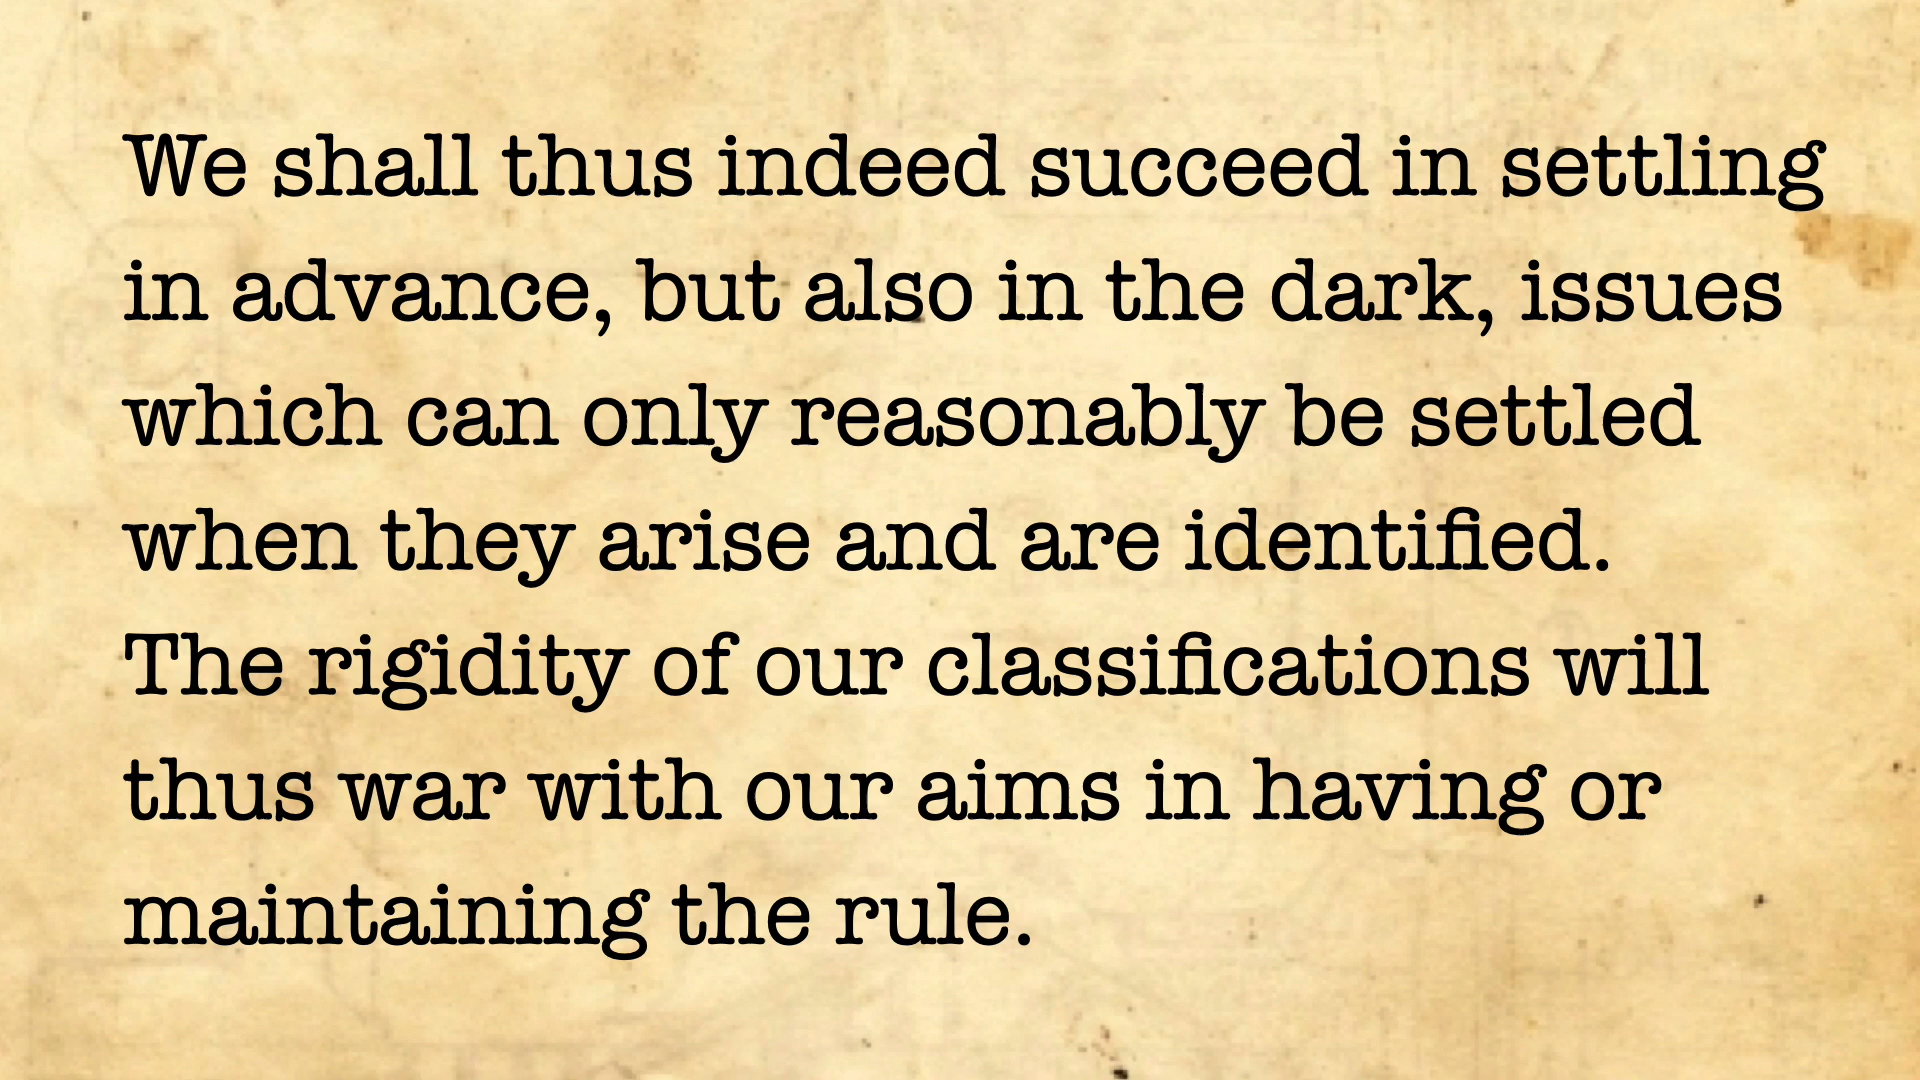 We shall thus indeed succeed in settling
in advance, but also in the dark, issues
which can only reasonably be settled
when they arise and are identified.
The rigidity of our classifications will
thus war with our aims in having or
maintaining the rule.